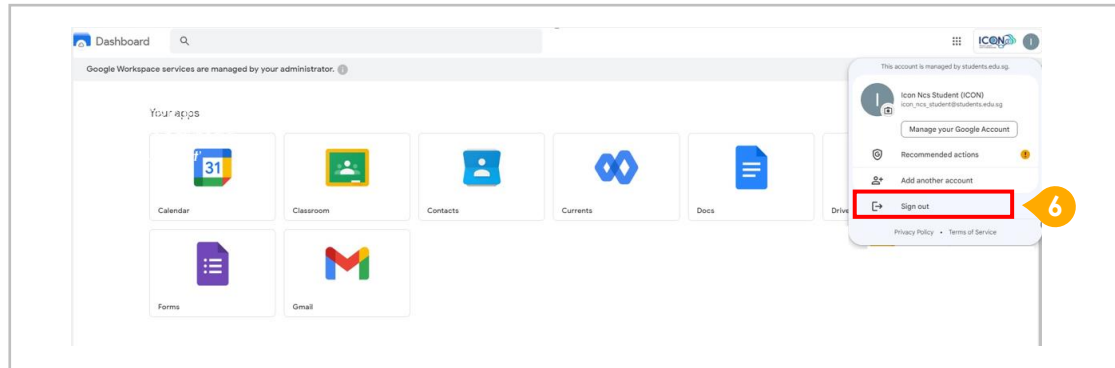 Dashboard
ICON
I
Google Workspace services are managed by your administrator.
This account is managed by students.edu.sg.
I
Icon Ncs Student (ICON)
icon_ncs_student@students.edu.sg
Manage your Google Account
Recommended actions
Add another account
Sign out
6
Privacy Policy • Terms of Service
Your apps
31
Calendar
Classroom
Contacts
Currents
Docs
Drive
Forms
Gmail